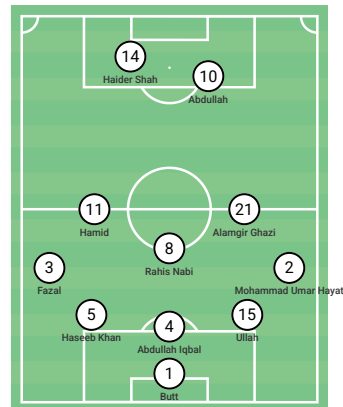 14
Haider Shah
10
Abdullah
11
Hamid
21
Alamgir Ghazi
8
Rahis Nabi
3
Fazal
2
Mohammad Umar Hayat
5
Haseeb Khan
4
Abdullah Iqbal
15
Ullah
1
Butt